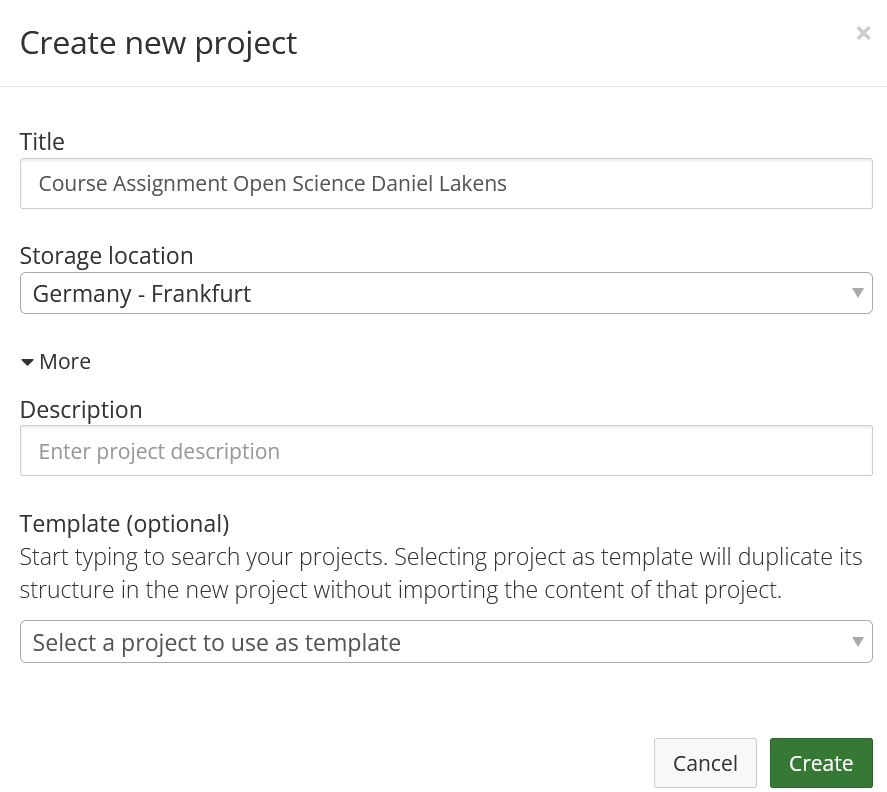 Create new project
×
Title
Course Assignment Open Science Daniel Lakens
Storage location
Germany - Frankfurt
More
Description
Enter project description
Template (optional)
Start typing to search your projects. Selecting project as template will duplicate its
structure in the new project without importing the content of that project.
Select a project to use as template
Cancel Create